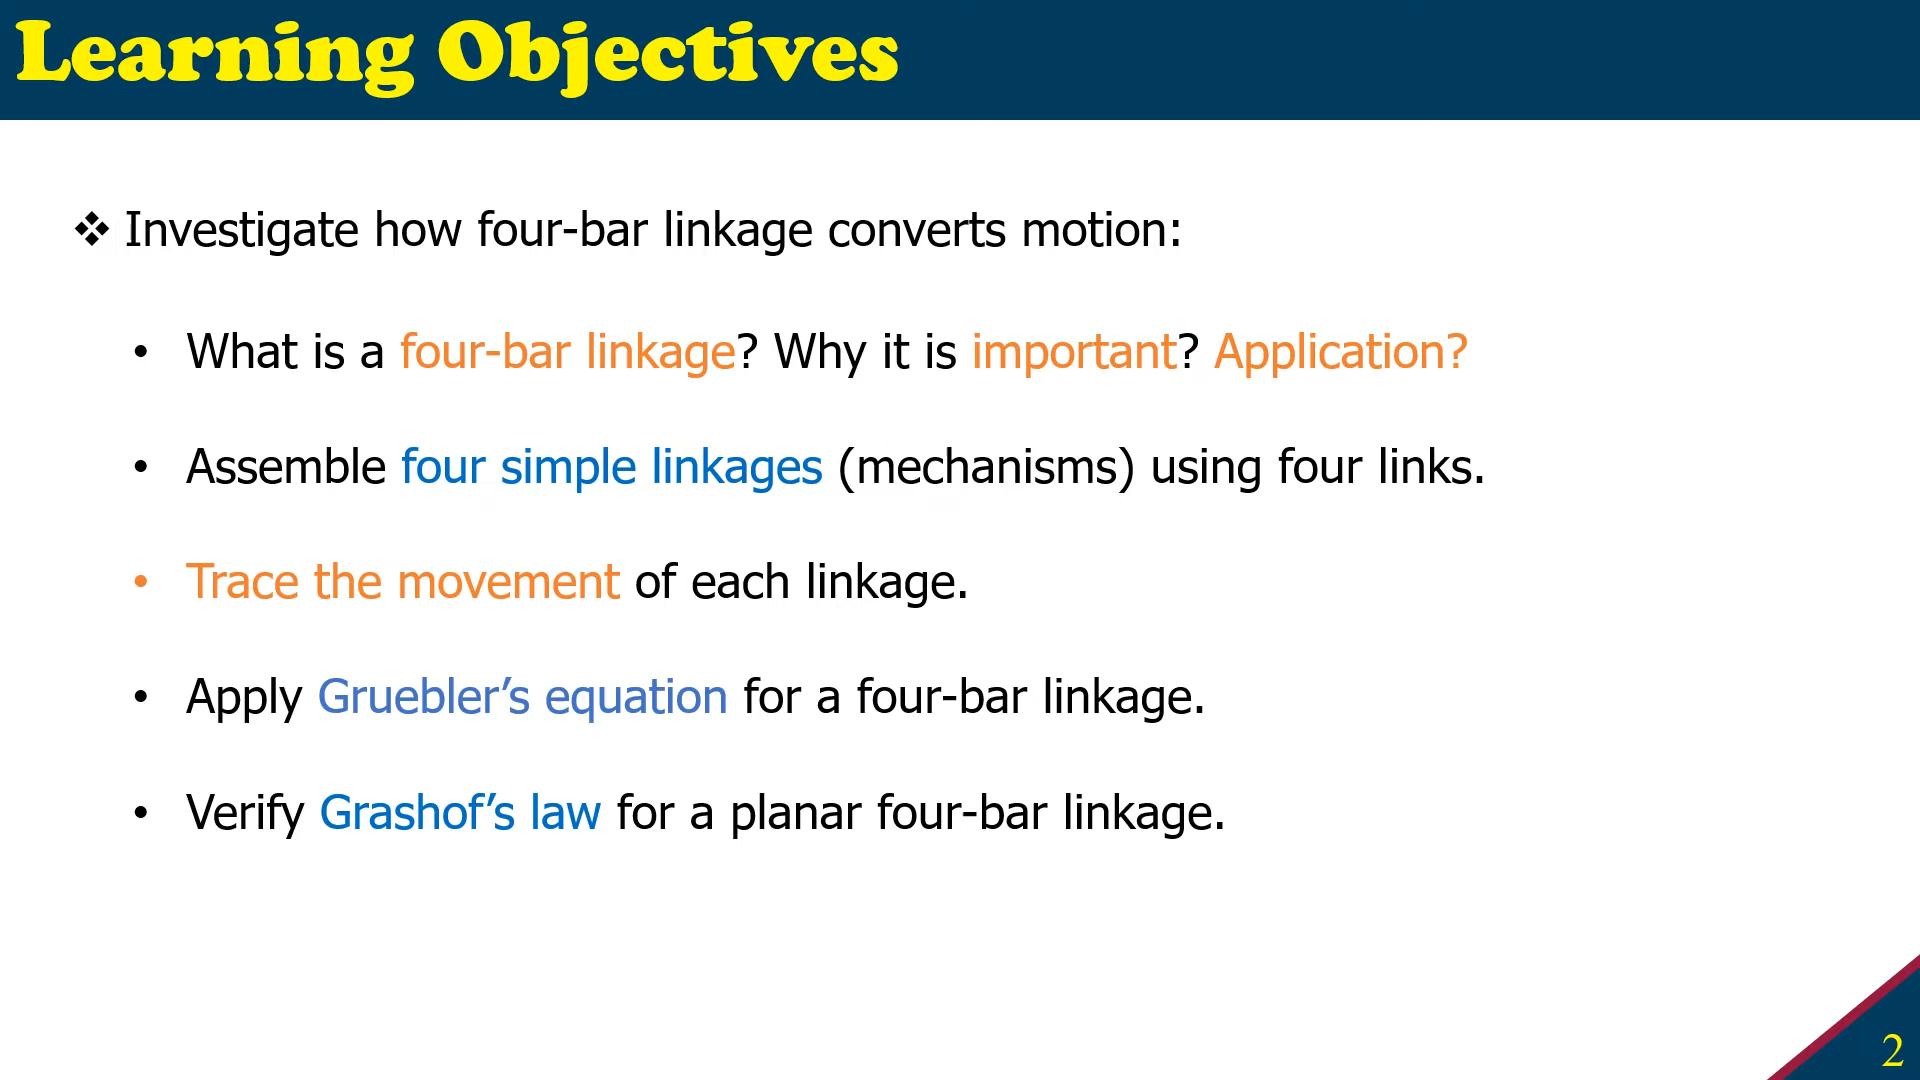 Learning Objectives
❖ Investigate how four-bar linkage converts motion:
• What is a four-bar linkage? Why it is important? Application?
• Assemble four simple linkages (mechanisms) using four links.
• Trace the movement of each linkage.
• Apply Gruebler’s equation for a four-bar linkage.
• Verify Grashof’s law for a planar four-bar linkage.
2